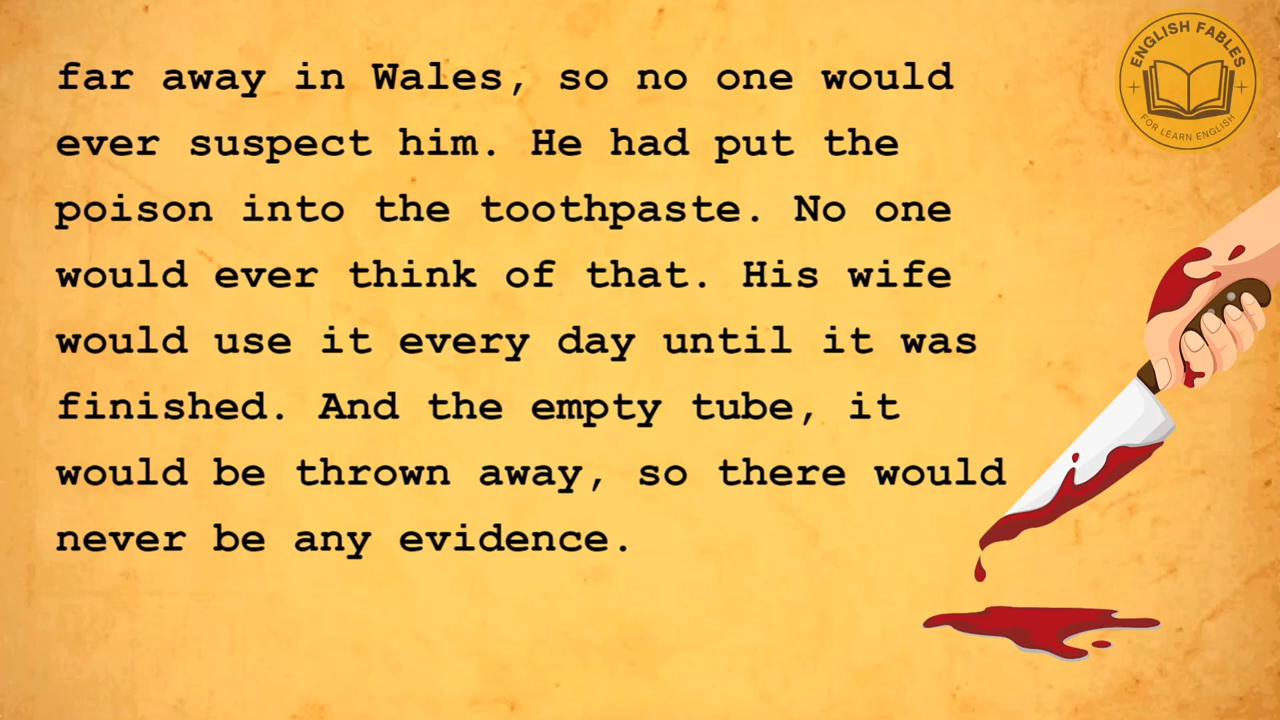 far away in Wales, so no one would
ever suspect him. He had put the
poison into the toothpaste. No one
would ever think of that. His wife
would use it every day until it was
finished. And the empty tube, it
would be thrown away, so there would
never be any evidence.
ENGLISH FABLES
FOR LEARN ENGLISH